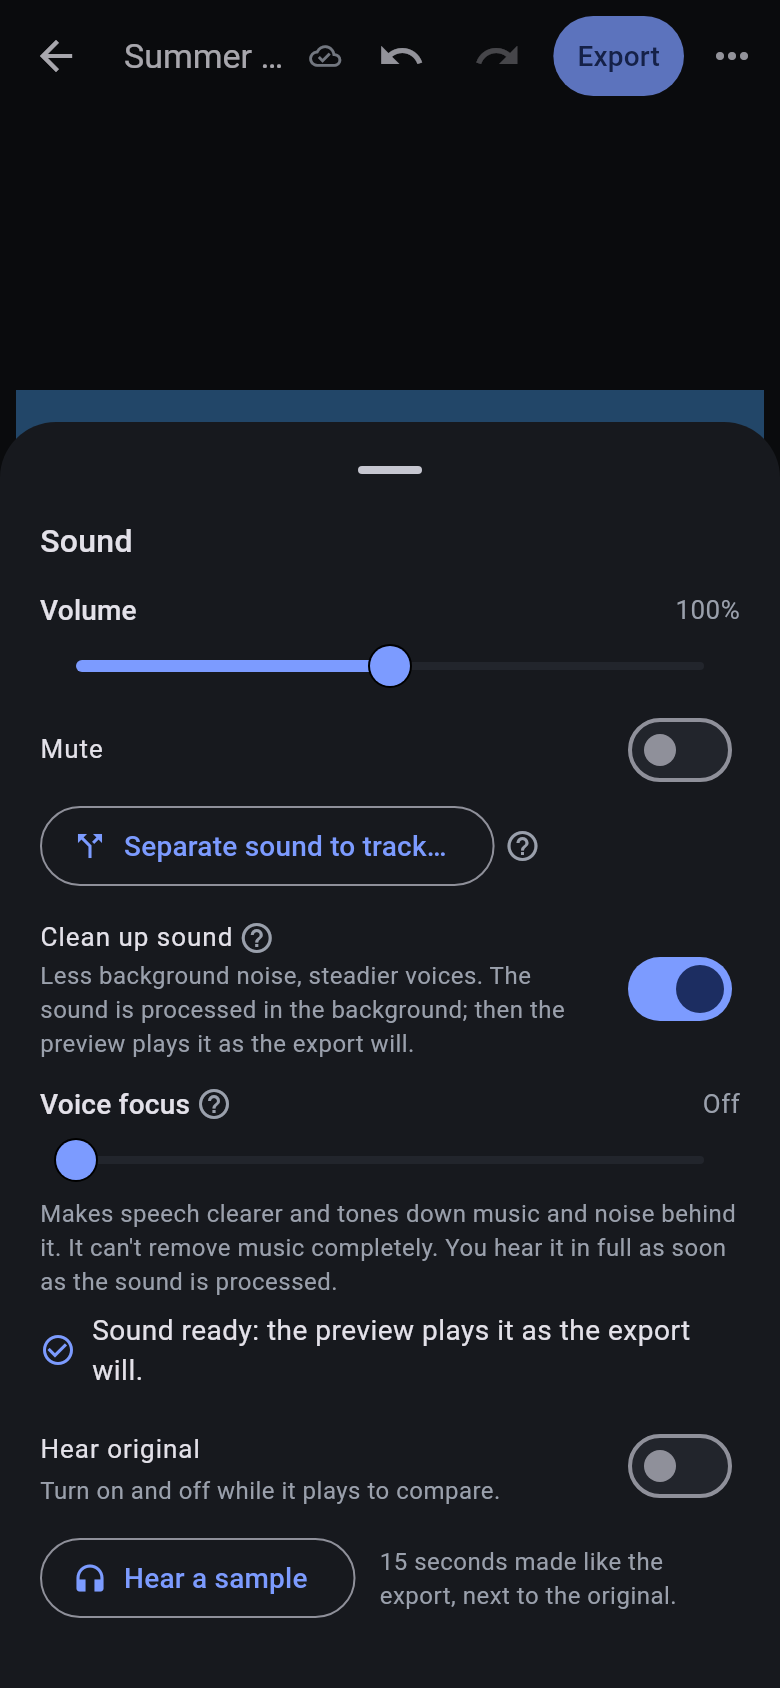 Summer ...
Export
Sound
Volume
100%
Mute
Separate sound to track...
Clean up sound
Less background noise, steadier voices. The
sound is processed in the background; then the
preview plays it as the export will.
Voice focus
Off
Makes speech clearer and tones down music and noise behind
it. It can't remove music completely. You hear it in full as soon
as the sound is processed.
Sound ready: the preview plays it as the export
will.
Hear original
Turn on and off while it plays to compare.
Hear a sample
15 seconds made like the
export, next to the original.